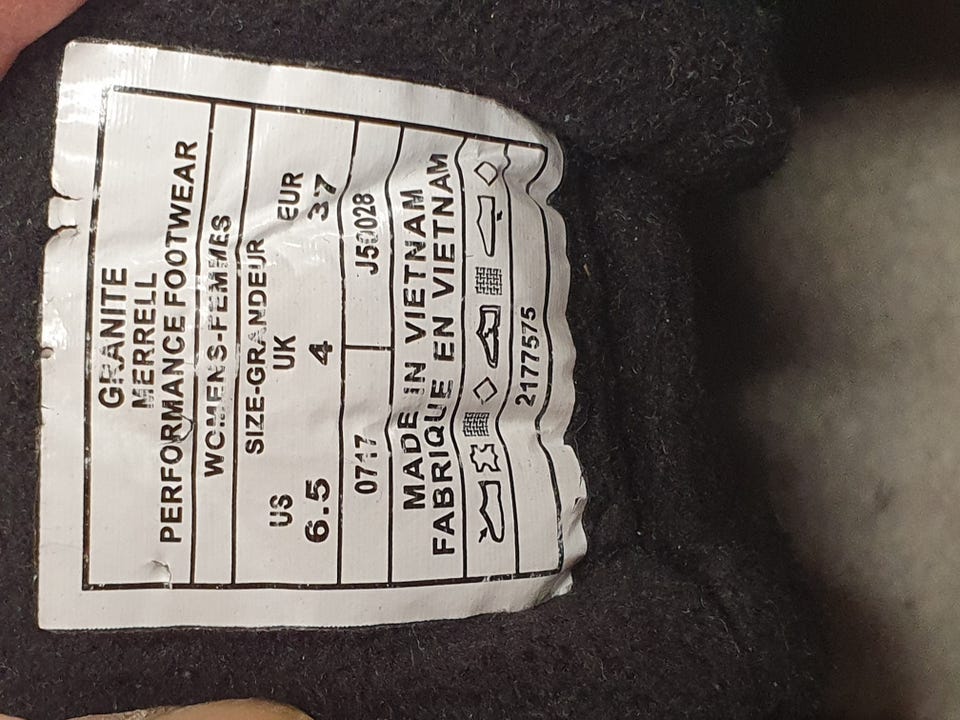 GRANITE
MERRELL
PERFORMANCE FOOTWEAR
WOMENS-FEMMES
SIZE-GRANDEUR
US UK EUR
6.5 4 37
0717 J50028
MADE IN VIETNAM
FABRIQUE EN VIETNAM
2177575